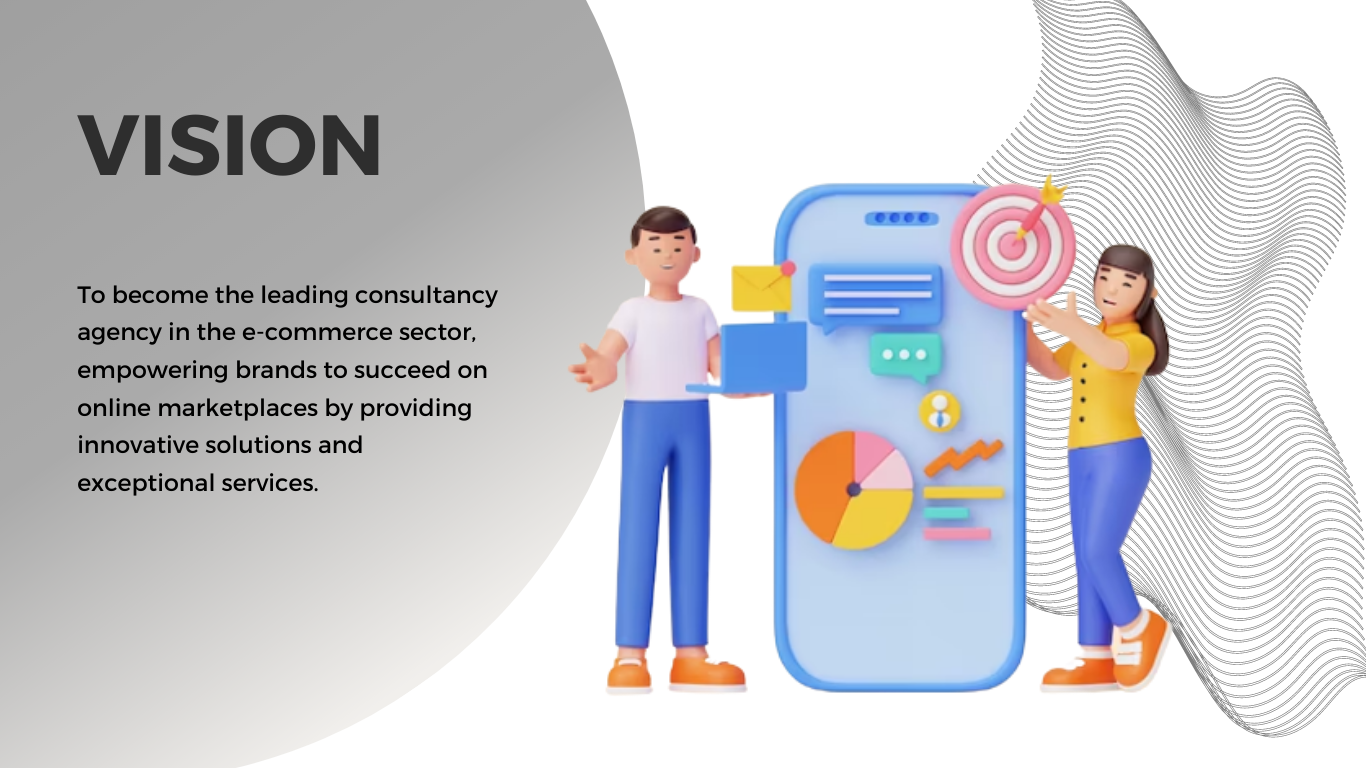 VISION
To become the leading consultancy
agency in the e-commerce sector,
empowering brands to succeed on
online marketplaces by providing
innovative solutions and
exceptional services.